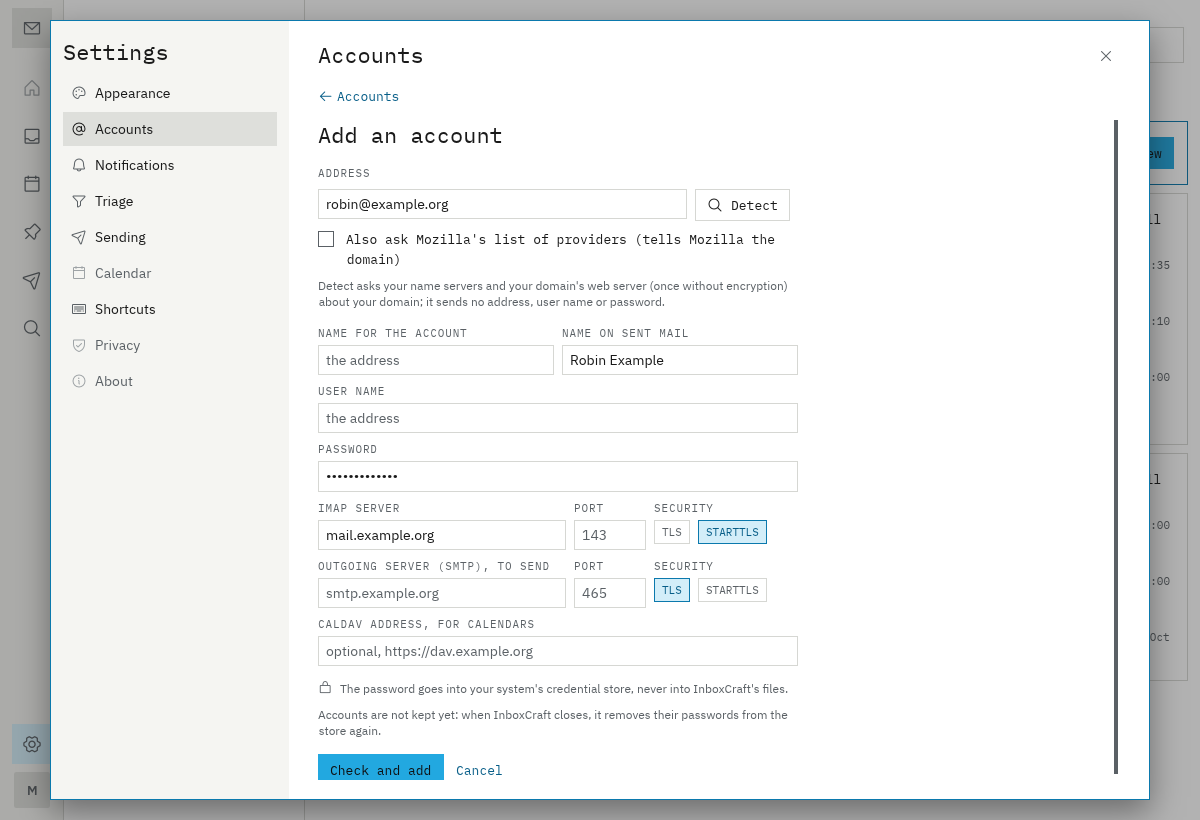 Settings
Appearance
Accounts
Notifications
Triage
Sending
Calendar
Shortcuts
Privacy
About
M
Accounts
← Accounts
Add an account
ADDRESS
robin@example.org
Detect
Also ask Mozilla's list of providers (tells Mozilla the
domain)
Detect asks your name servers and your domain's web server (once without encryption)
about your domain; it sends no address, user name or password.
NAME FOR THE ACCOUNT
NAME ON SENT MAIL
the address
Robin Example
USER NAME
the address
PASSWORD
•••••••••••••
IMAP SERVER
PORT
SECURITY
mail.example.org
143
TLS
STARTTLS
OUTGOING SERVER (SMTP), TO SEND
PORT
SECURITY
smtp.example.org
465
TLS
STARTTLS
CALDAV ADDRESS, FOR CALENDARS
optional, https://dav.example.org
The password goes into your system's credential store, never into InboxCraft's files.
Accounts are not kept yet: when InboxCraft closes, it removes their passwords from the
store again.
Check and add
Cancel
:35
:10
:00
:00
:00
Oct